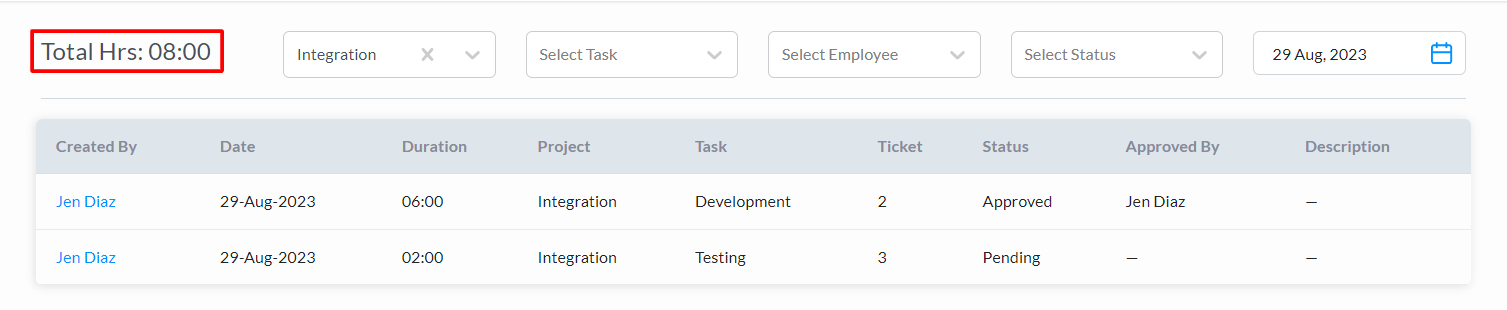 Total Hrs: 08:00 Integration Select Task Select Employee Select Status 29 Aug, 2023
Created By Date Duration Project Task Ticket Status Approved By Description
Jen Diaz 29-Aug-2023 06:00 Integration Development 2 Approved Jen Diaz —
Jen Diaz 29-Aug-2023 02:00 Integration Testing 3 Pending — —